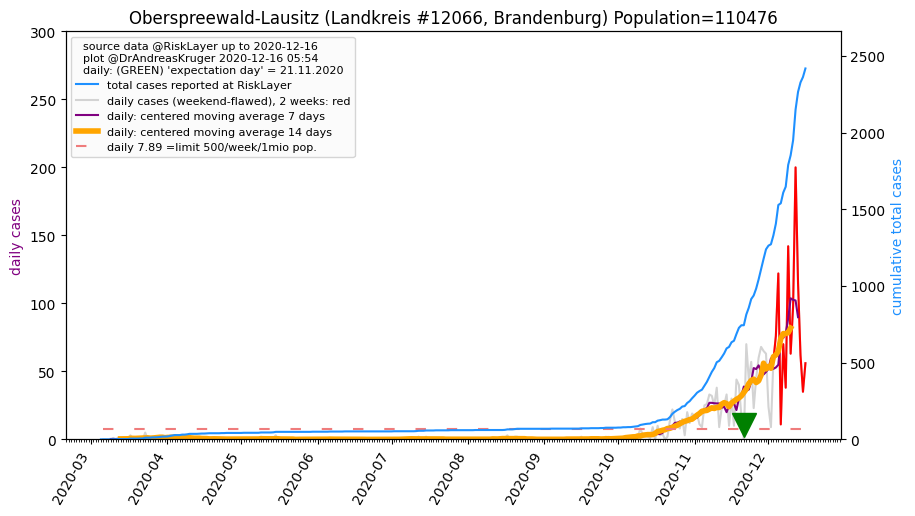 Oberspreewald-Lausitz (Landkreis #12066, Brandenburg) Population=110476
source data @RiskLayer up to 2020-12-16
plot @DrAndreasKruger 2020-12-16 05:54
daily: (GREEN) 'expectation day' = 21.11.2020
total cases reported at RiskLayer
daily cases (weekend-flawed), 2 weeks: red
daily: centered moving average 7 days
daily: centered moving average 14 days
daily 7.89 =limit 500/week/1mio pop.
daily cases
300
250
200
150
100
50
0
2500
2000
1500
1000
500
0
cumulative total cases
2020-03
2020-04
2020-05
2020-06
2020-07
2020-08
2020-09
2020-10
2020-11
2020-12